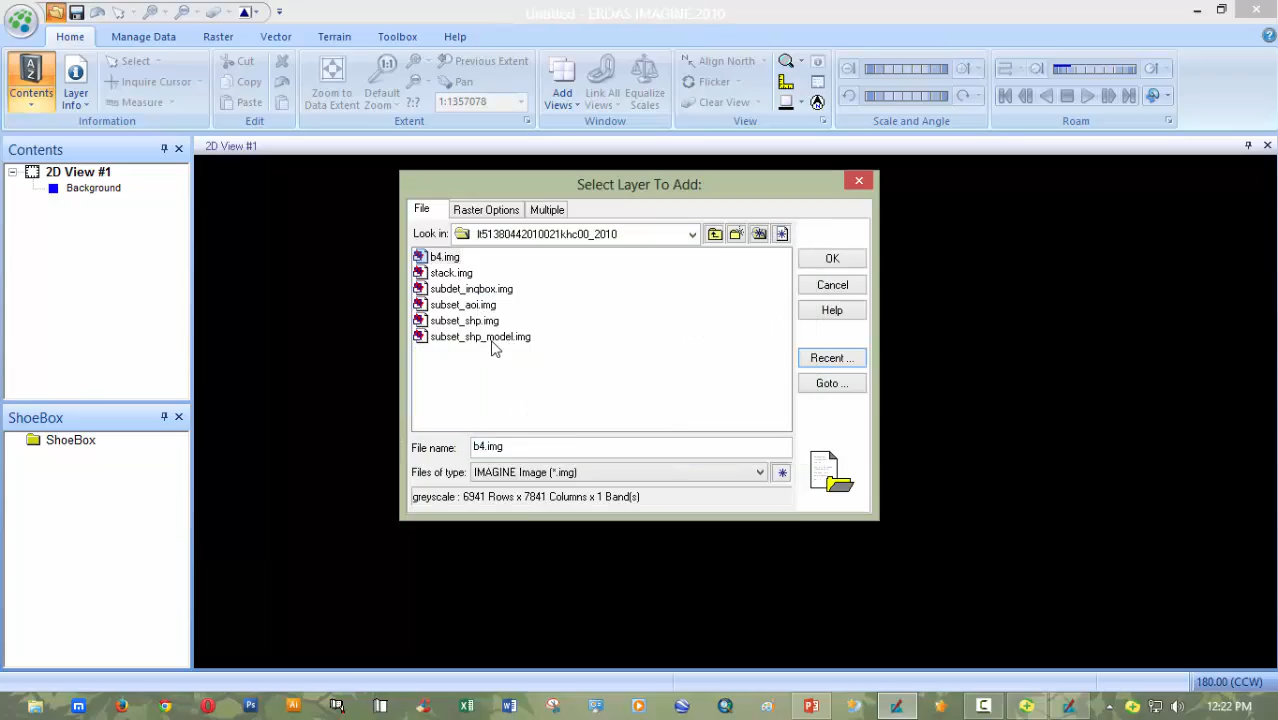 Untitled - ERDAS IMAGINE 2010
Home Manage Data Raster Vector Terrain Toolbox Help
Contents
Layer Info
Select
Inquire Cursor
Measure
Information
Cut
Copy
Paste
Edit
Zoom to Data Extent
Default Zoom
Previous Extent
Pan
1:1357078
Extent
Add Views
Link All Views
Equalize Scales
Window
Align North
Flicker
Clear View
View
Scale and Angle
Roam
Contents
2D View #1
2D View #1
Background
ShoeBox
ShoeBox
Select Layer To Add:
File Raster Options Multiple
Look in: lt51380442010021khc00_2010
b4.img
stack.img
subdet_inqbox.img
subset_aoi.img
subset_shp.img
subset_shp_model.img
OK
Cancel
Help
Recent ...
Goto ...
File name: b4.img
Files of type: IMAGINE Image (*.img)
greyscale : 6941 Rows x 7841 Columns x 1 Band(s)
180.00 (CCW)
12:22 PM